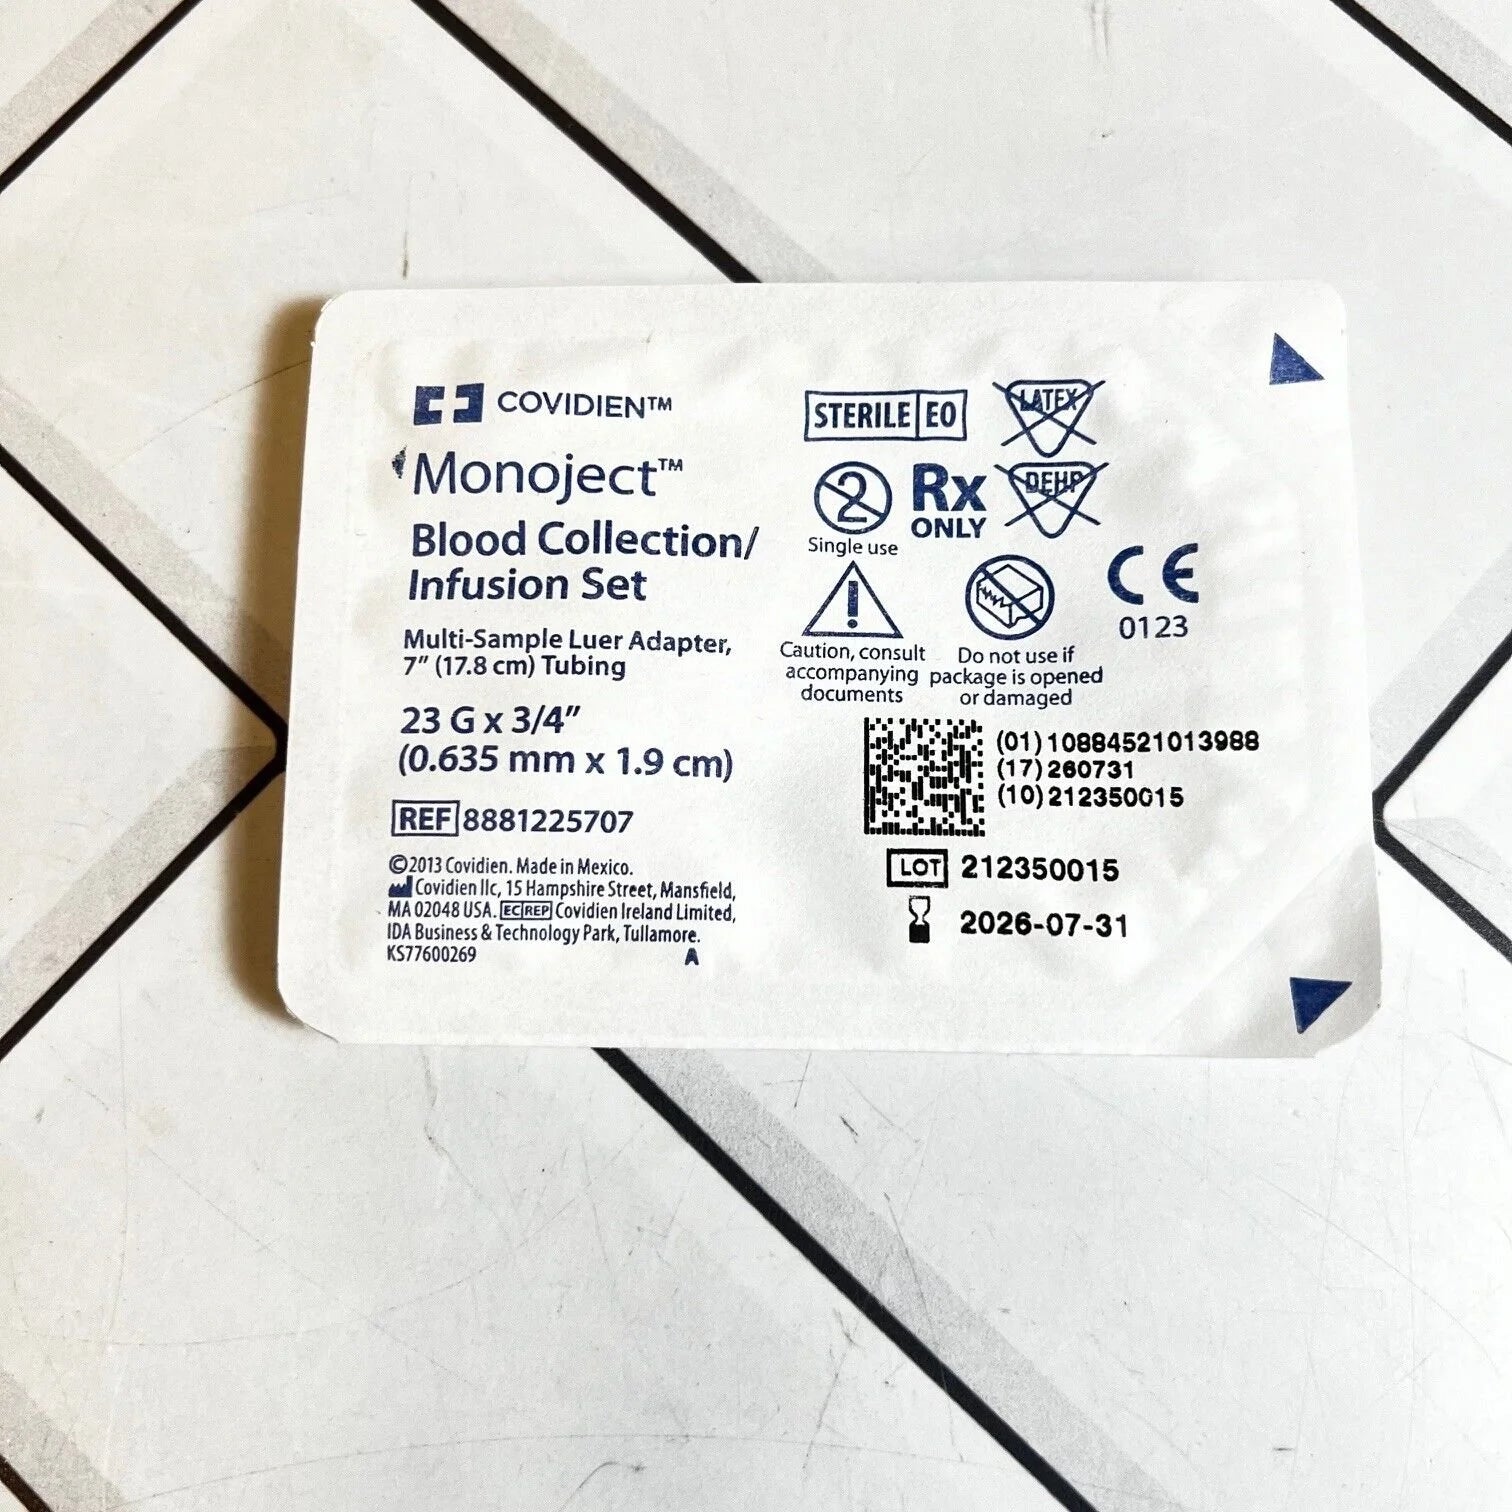 COVIDIEN™
Monoject™
Blood Collection/
Infusion Set
Multi-Sample Luer Adapter,
7" (17.8 cm) Tubing
23 G x 3/4"
(0.635 mm x 1.9 cm)
REF 8881225707
©2013 Covidien. Made in Mexico.
Covidien llc, 15 Hampshire Street, Mansfield,
MA 02048 USA. EC REP Covidien Ireland Limited,
IDA Business & Technology Park, Tullamore.
KS77600269 A
STERILE EO
LATEX
2
Single use
Rx
ONLY
DEHP
!
Caution, consult
accompanying
documents
Do not use if
package is opened
or damaged
CE
0123
(01)10884521013988
(17)260731
(10)212350015
LOT 212350015
2026-07-31